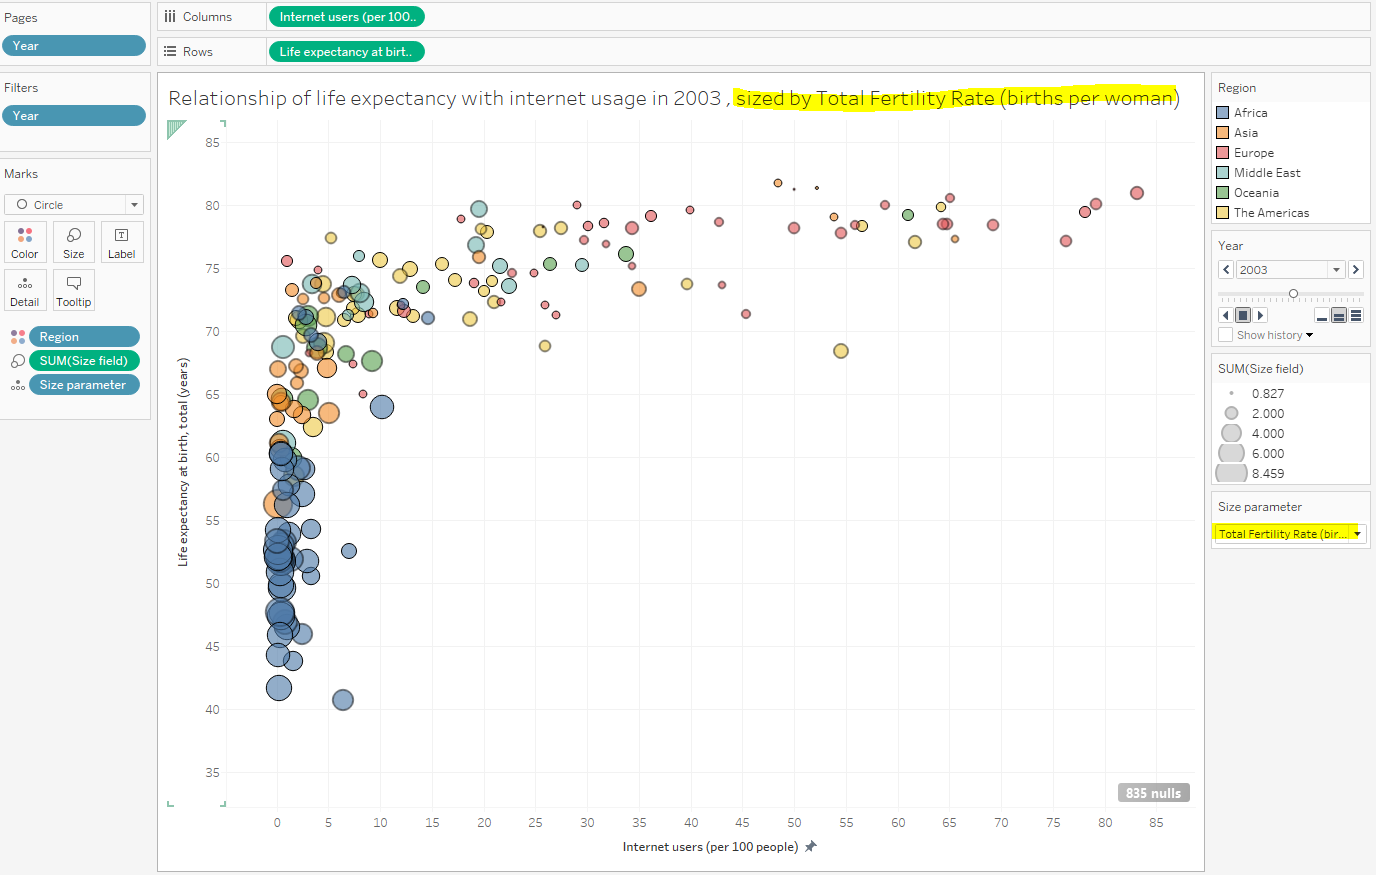 Pages
Year
Filters
Year
Marks
Circle
Color
Size
Label
Detail
Tooltip
Region
SUM(Size field)
Size parameter
Columns
Internet users (per 100..
Rows
Life expectancy at birt..
Relationship of life expectancy with internet usage in 2003 , sized by Total Fertility Rate (births per woman)
Life expectancy at birth, total (years)
85
80
75
70
65
60
55
50
45
40
35
835 nulls
0 5 10 15 20 25 30 35 40 45 50 55 60 65 70 75 80 85
Internet users (per 100 people)
Region
Africa
Asia
Europe
Middle East
Oceania
The Americas
Year
2003
Show history
SUM(Size field)
0.827
2.000
4.000
6.000
8.459
Size parameter
Total Fertility Rate (bir...